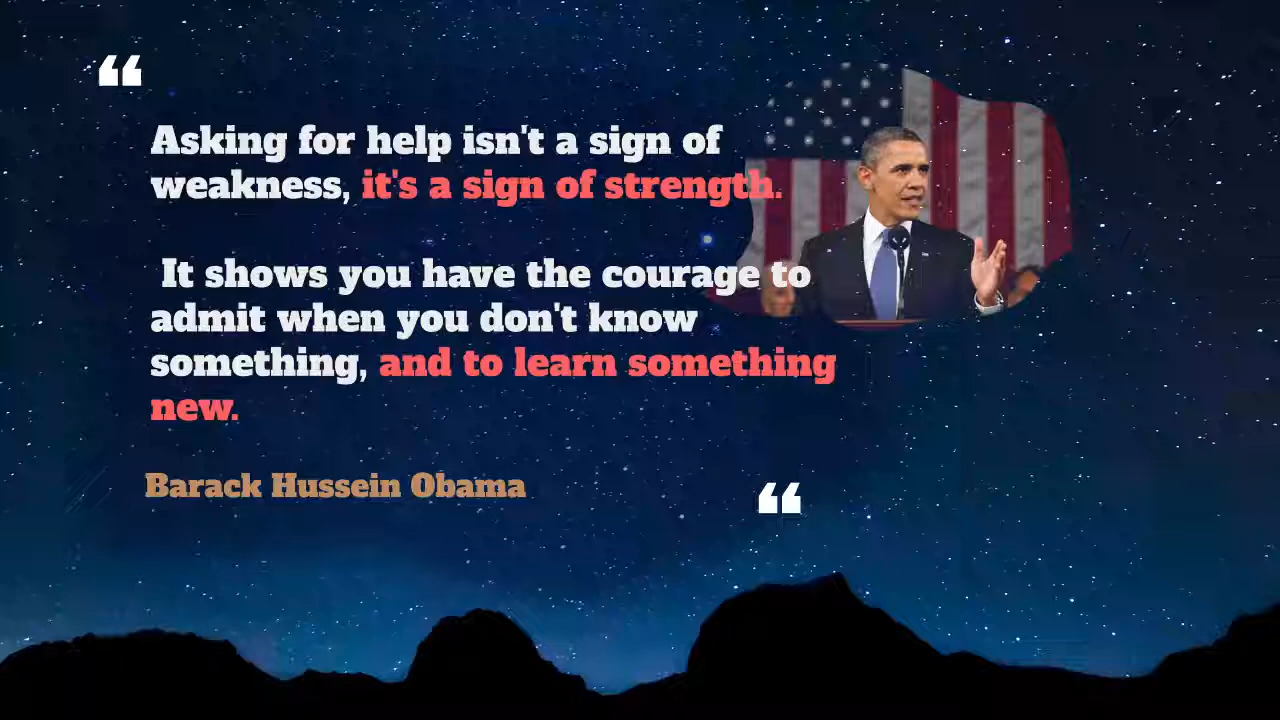 ❝
Asking for help isn't a sign of
weakness, it's a sign of strength.
It shows you have the courage to
admit when you don't know
something, and to learn something
new.
Barack Hussein Obama
❝